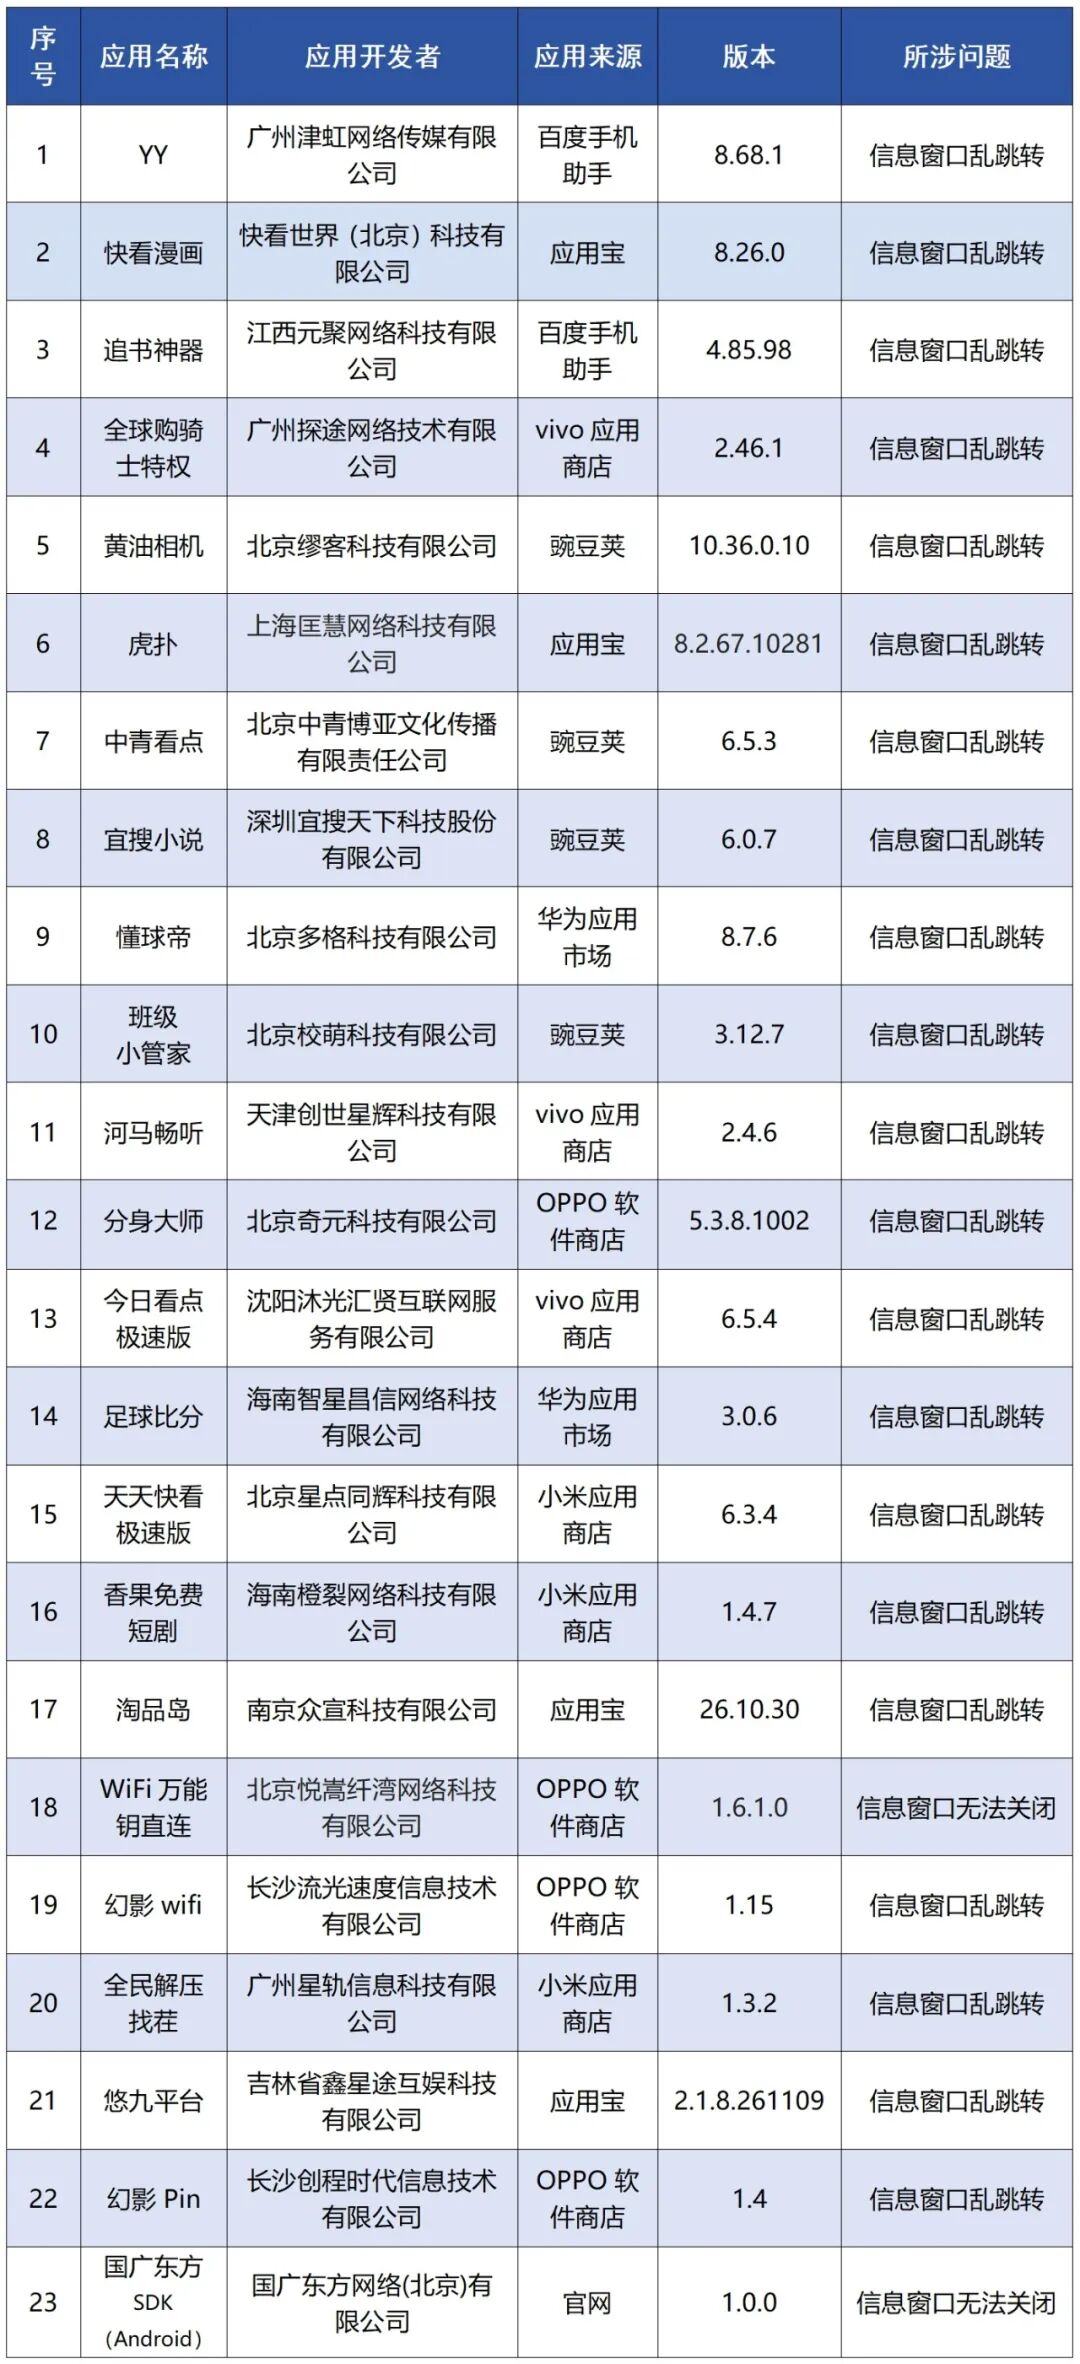 序号 应用名称 应用开发者 应用来源 版本 所涉问题
1 YY 广州津虹网络传媒有限公司 百度手机助手 8.68.1 信息窗口乱跳转
2 快看漫画 快看世界（北京）科技有限公司 应用宝 8.26.0 信息窗口乱跳转
3 追书神器 江西元聚网络科技有限公司 百度手机助手 4.85.98 信息窗口乱跳转
4 全球购骑士特权 广州探途网络技术有限公司 vivo 应用商店 2.46.1 信息窗口乱跳转
5 黄油相机 北京缪客科技有限公司 豌豆荚 10.36.0.10 信息窗口乱跳转
6 虎扑 上海匡慧网络科技有限公司 应用宝 8.2.67.10281 信息窗口乱跳转
7 中青看点 北京中青博亚文化传播有限责任公司 豌豆荚 6.5.3 信息窗口乱跳转
8 宜搜小说 深圳宜搜天下科技股份有限公司 豌豆荚 6.0.7 信息窗口乱跳转
9 懂球帝 北京多格科技有限公司 华为应用市场 8.7.6 信息窗口乱跳转
10 班级小管家 北京校萌科技有限公司 豌豆荚 3.12.7 信息窗口乱跳转
11 河马畅听 天津创世星辉科技有限公司 vivo 应用商店 2.4.6 信息窗口乱跳转
12 分身大师 北京奇元科技有限公司 OPPO 软件商店 5.3.8.1002 信息窗口乱跳转
13 今日看点极速版 沈阳沐光汇贤互联网服务有限公司 vivo 应用商店 6.5.4 信息窗口乱跳转
14 足球比分 海南智星昌信网络科技有限公司 华为应用市场 3.0.6 信息窗口乱跳转
15 天天快看极速版 北京星点同辉科技有限公司 小米应用商店 6.3.4 信息窗口乱跳转
16 香果免费短剧 海南橙裂网络科技有限公司 小米应用商店 1.4.7 信息窗口乱跳转
17 淘品岛 南京众宣科技有限公司 应用宝 26.10.30 信息窗口乱跳转
18 WiFi 万能钥直连 北京悦嵩纤湾网络科技有限公司 OPPO 软件商店 1.6.1.0 信息窗口无法关闭
19 幻影 wifi 长沙流光速度信息技术有限公司 OPPO 软件商店 1.15 信息窗口乱跳转
20 全民解压找茬 广州星轨信息科技有限公司 小米应用商店 1.3.2 信息窗口乱跳转
21 悠九平台 吉林省鑫星途互娱科技有限公司 应用宝 2.1.8.261109 信息窗口乱跳转
22 幻影 Pin 长沙创程时代信息技术有限公司 OPPO 软件商店 1.4 信息窗口乱跳转
23 国广东方 SDK（Android） 国广东方网络(北京)有限公司 官网 1.0.0 信息窗口无法关闭